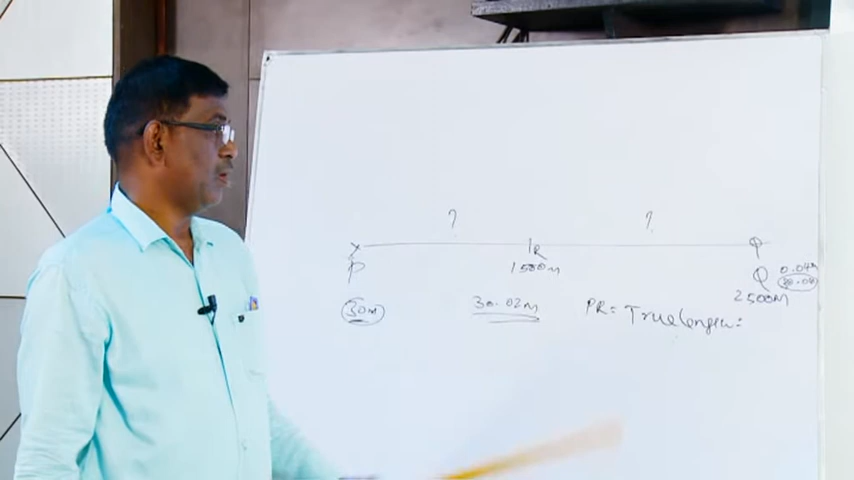 ? ?
R
P 1500m Q 0.04m
30.04
2500m
30m 30.02m PR = True length: